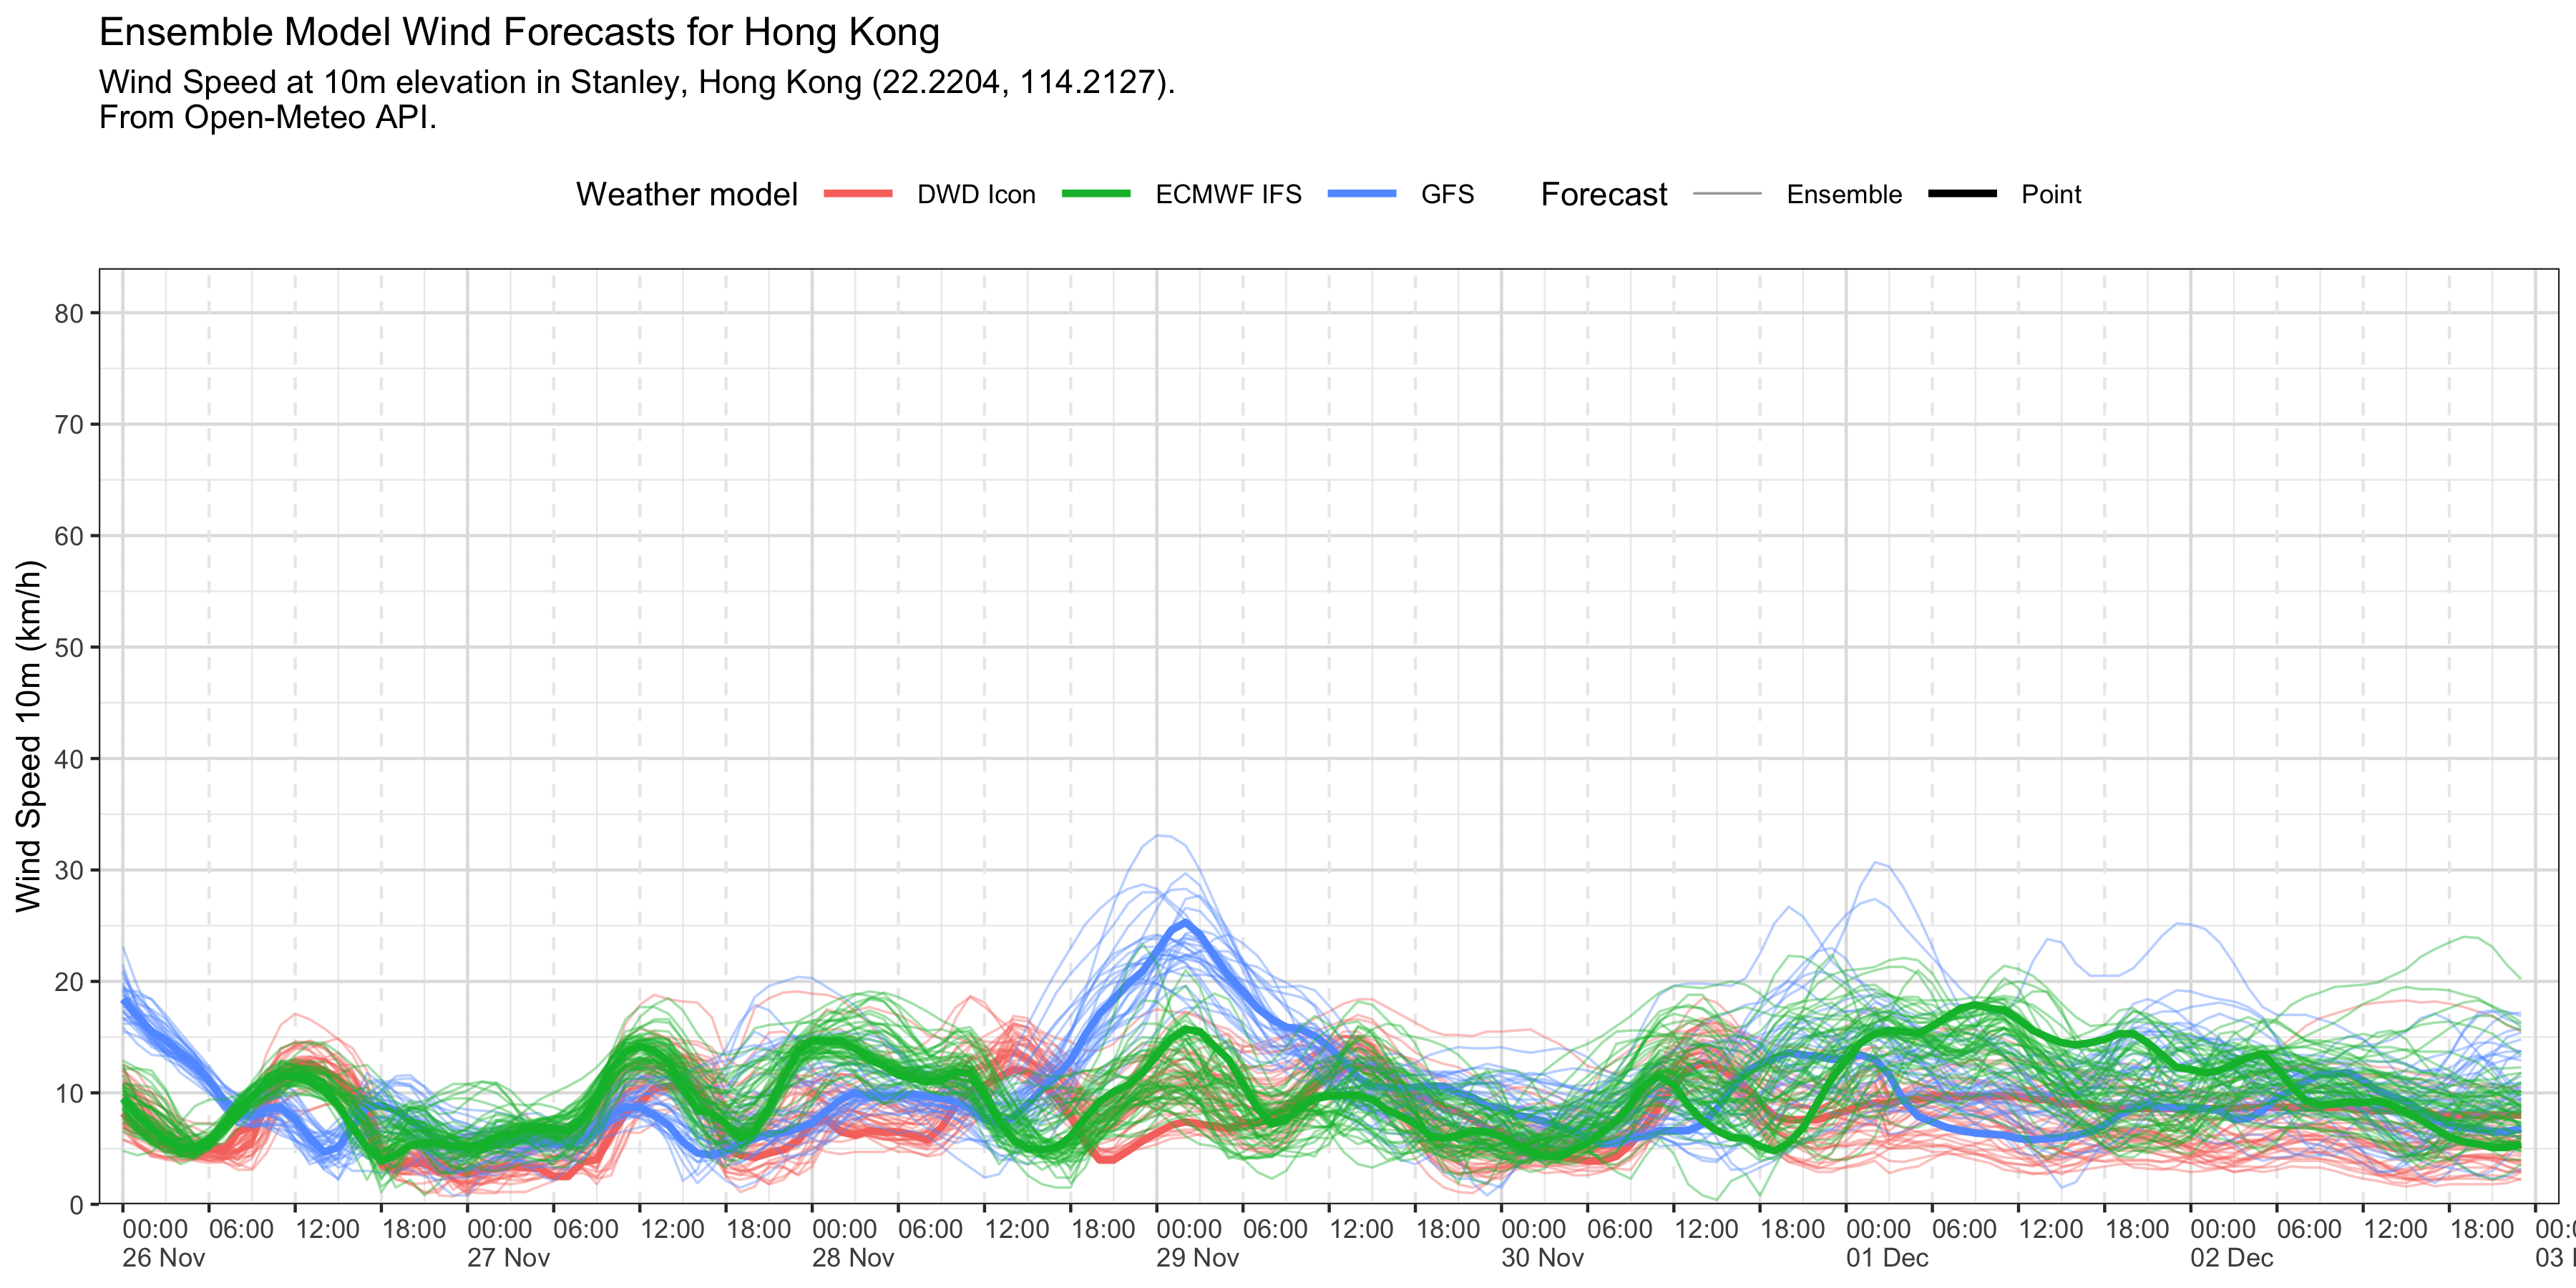 Ensemble Model Wind Forecasts for Hong Kong
Wind Speed at 10m elevation in Stanley, Hong Kong (22.2204, 114.2127).
From Open-Meteo API.
Weather model DWD Icon ECMWF IFS GFS Forecast Ensemble Point
Wind Speed 10m (km/h)
80
70
60
50
40
30
20
10
0
00:00 06:00 12:00 18:00 00:00 06:00 12:00 18:00 00:00 06:00 12:00 18:00 00:00 06:00 12:00 18:00 00:00 06:00 12:00 18:00 00:00 06:00 12:00 18:00 00:00 06:00 12:00 18:00 00:0
26 Nov 27 Nov 28 Nov 29 Nov 30 Nov 01 Dec 02 Dec 03